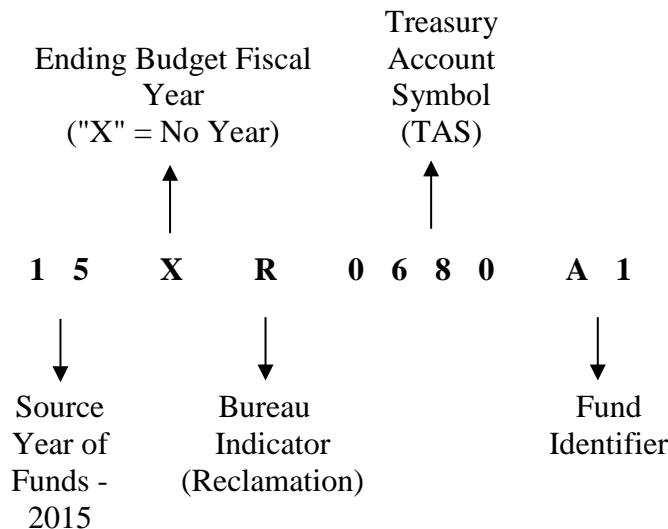 Ending Budget Fiscal
Year
("X" = No Year)
Treasury
Account
Symbol
(TAS)
1 5 X R 0 6 8 0 A 1
Source
Year of
Funds -
2015
Bureau
Indicator
(Reclamation)
Fund
Identifier